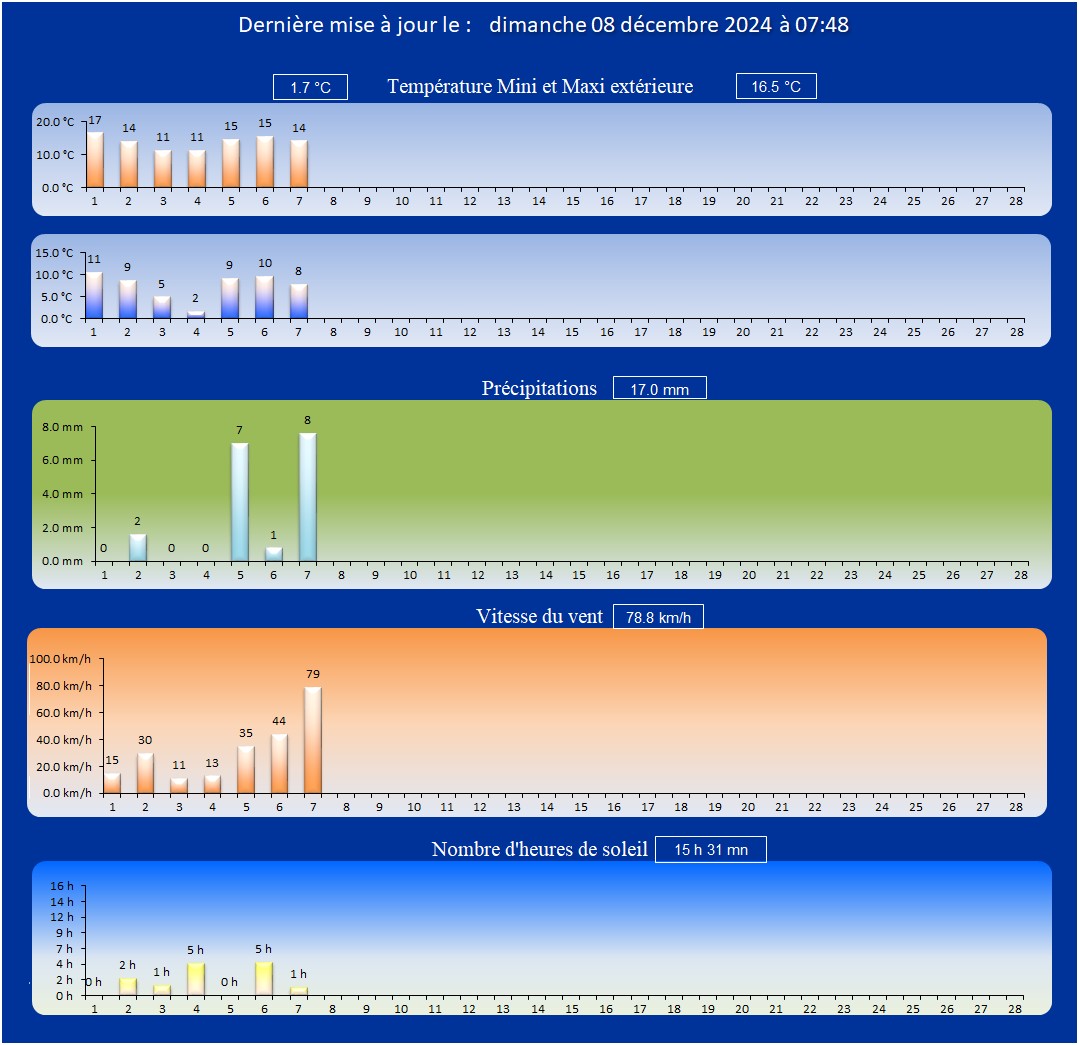 Dernière mise à jour le : dimanche 08 décembre 2024 à 07:48
1.7 °C Température Mini et Maxi extérieure 16.5 °C
20.0 °C
10.0 °C
0.0 °C
17 14 11 11 15 15 14
1 2 3 4 5 6 7 8 9 10 11 12 13 14 15 16 17 18 19 20 21 22 23 24 25 26 27 28
15.0 °C
10.0 °C
5.0 °C
0.0 °C
11 9 5 2 9 10 8
1 2 3 4 5 6 7 8 9 10 11 12 13 14 15 16 17 18 19 20 21 22 23 24 25 26 27 28
Précipitations 17.0 mm
8.0 mm
6.0 mm
4.0 mm
2.0 mm
0.0 mm
0 2 0 0 7 1 8
1 2 3 4 5 6 7 8 9 10 11 12 13 14 15 16 17 18 19 20 21 22 23 24 25 26 27 28
Vitesse du vent 78.8 km/h
100.0 km/h
80.0 km/h
60.0 km/h
40.0 km/h
20.0 km/h
0.0 km/h
15 30 11 13 35 44 79
1 2 3 4 5 6 7 8 9 10 11 12 13 14 15 16 17 18 19 20 21 22 23 24 25 26 27 28
Nombre d'heures de soleil 15 h 31 mn
16 h
14 h
12 h
9 h
7 h
4 h
2 h
0 h
0 h 2 h 1 h 5 h 0 h 5 h 1 h
1 2 3 4 5 6 7 8 9 10 11 12 13 14 15 16 17 18 19 20 21 22 23 24 25 26 27 28